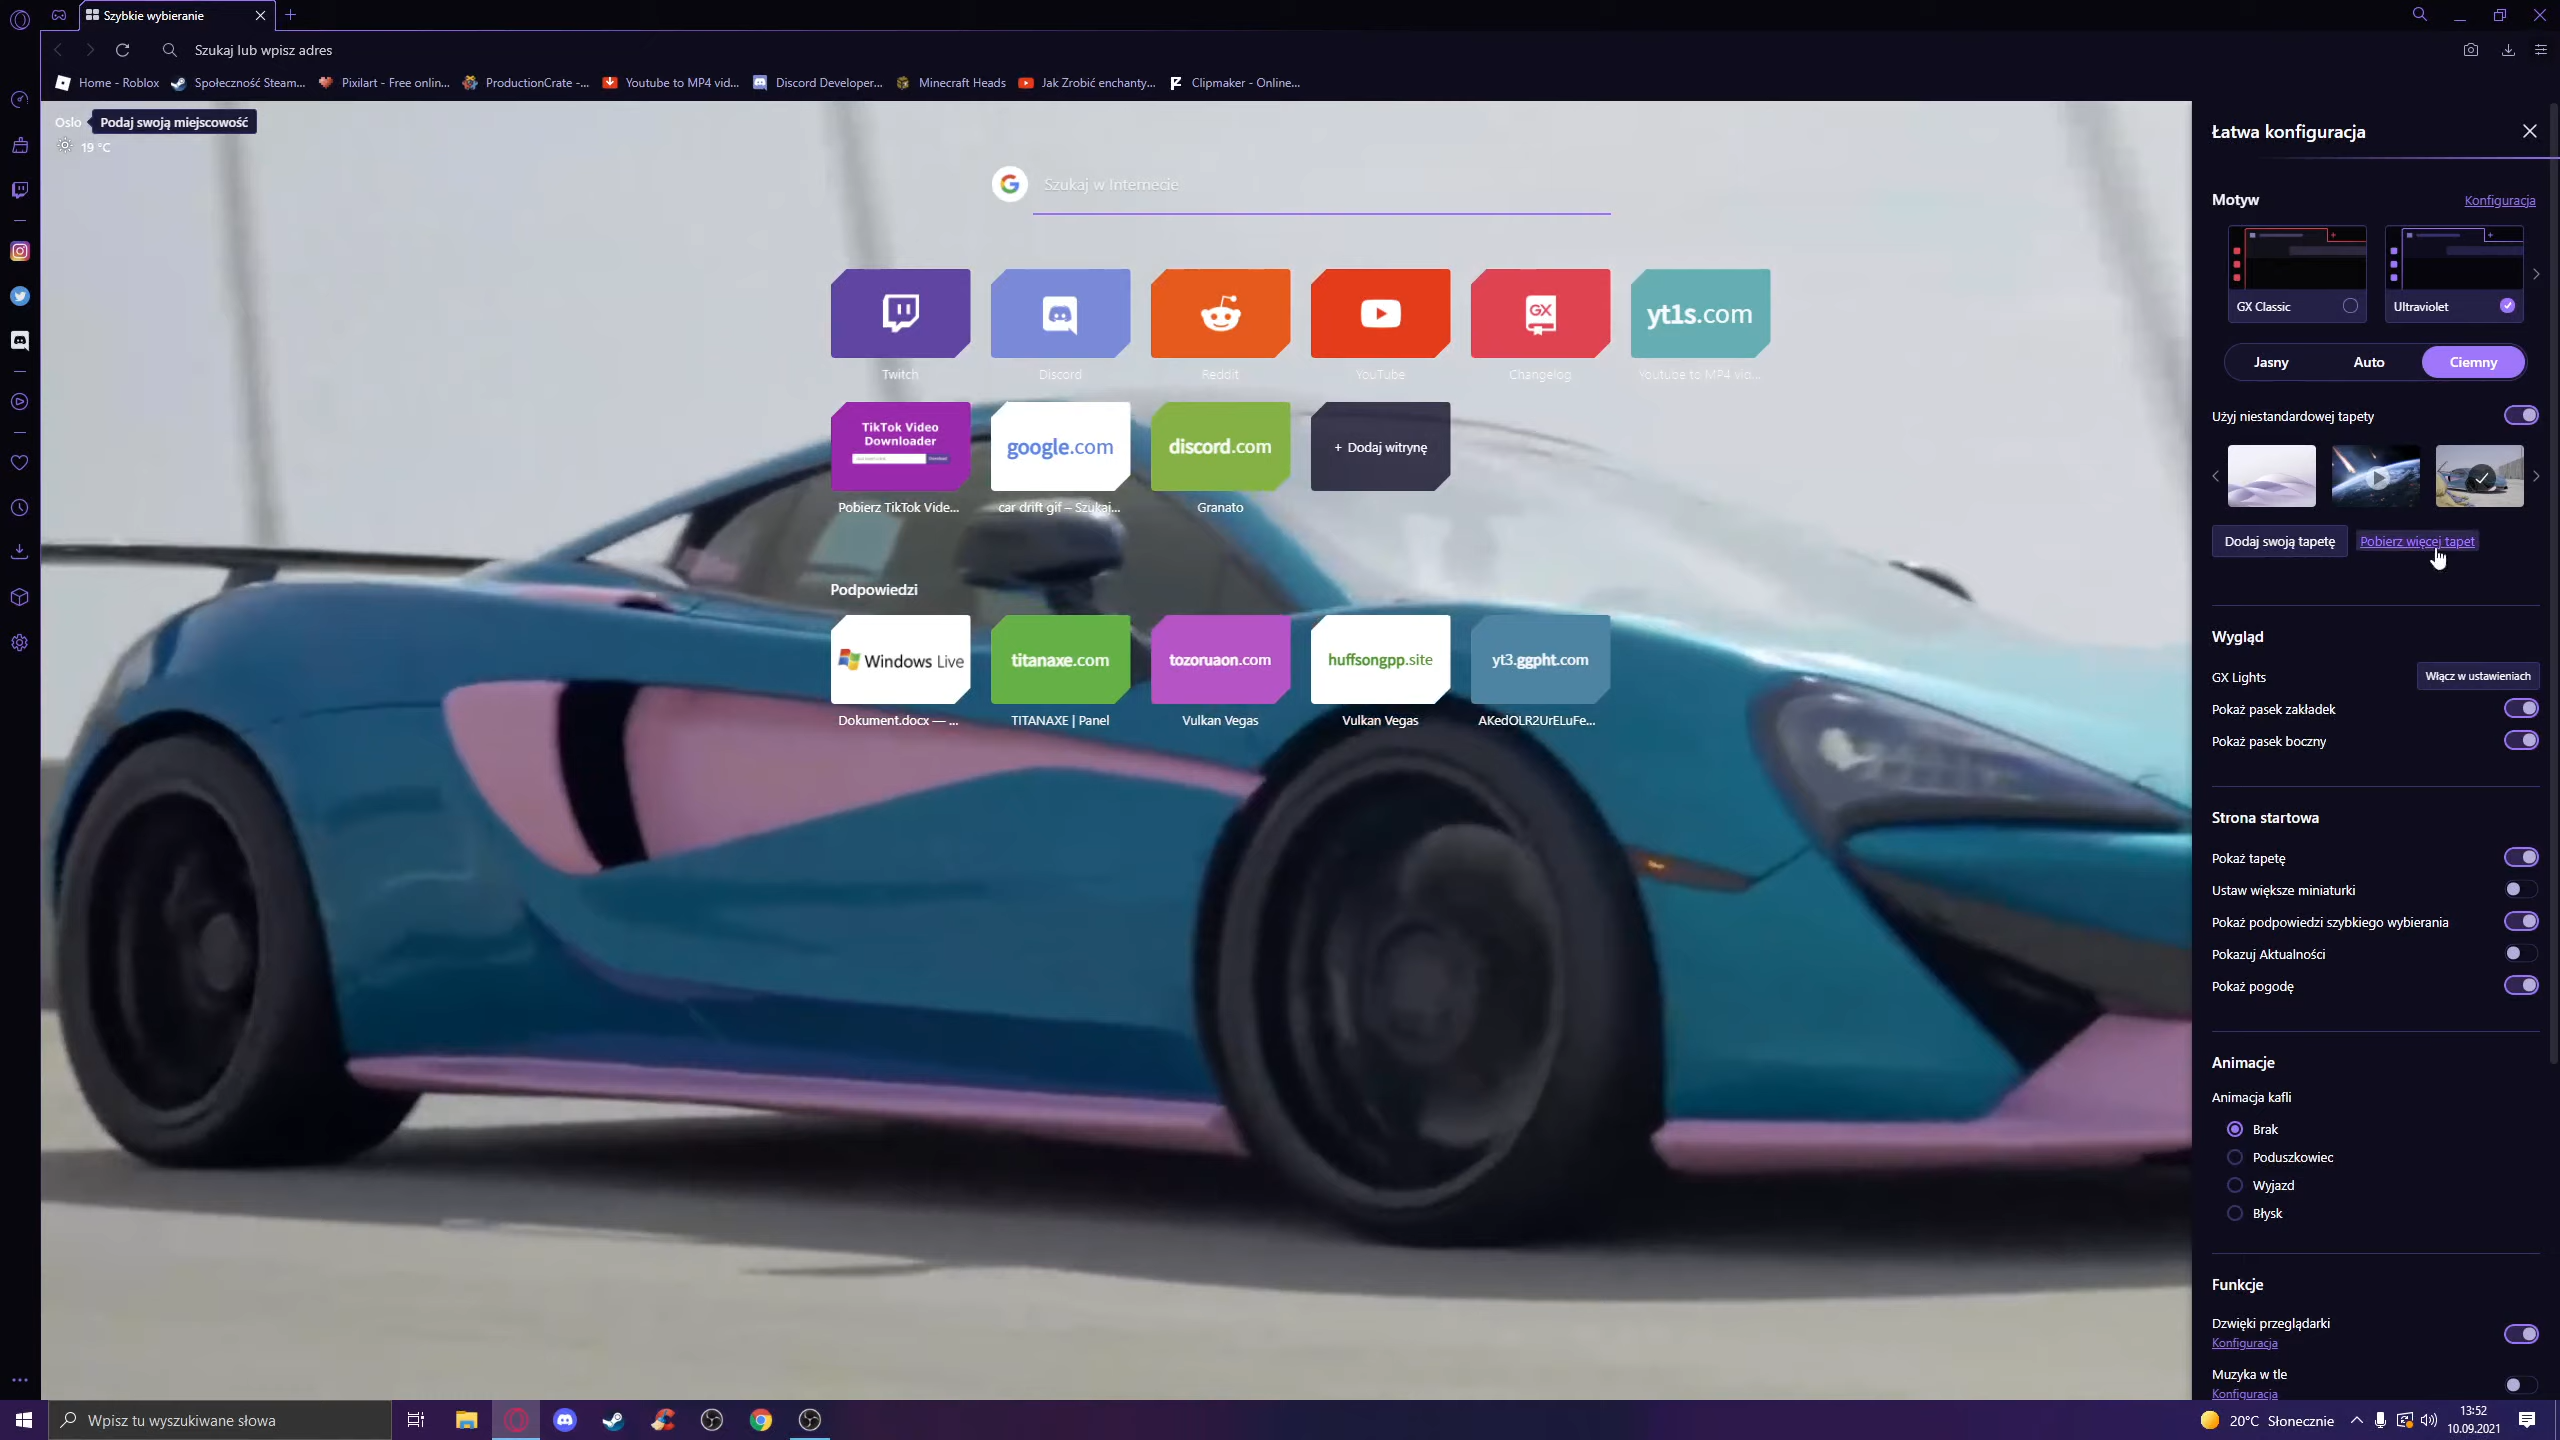 Szybkie wybieranie
Szukaj lub wpisz adres
Home - Roblox
Społeczność Steam...
Pixilart - Free onlin...
ProductionCrate -...
Youtube to MP4 vid...
Discord Developer...
Minecraft Heads
Jak Zrobić enchanty...
Clipmaker - Online...
Oslo
Podaj swoją miejscowość
19 °C
Szukaj w Internecie
yt1s.com
Twitch
Discord
Reddit
YouTube
GX
Changelog
Youtube to MP4 vid...
TikTok Video
Downloader
google.com
discord.com
+ Dodaj witrynę
Pobierz TikTok Vide...
car drift gif – Szukaj...
Granato
Podpowiedzi
Windows Live
titanaxe.com
tozoruaon.com
huffsongpp.site
yt3.ggpht.com
Dokument.docx — ...
TITANAXE | Panel
Vulkan Vegas
Vulkan Vegas
AKedOLR2UrELuFe...
Łatwa konfiguracja
Motyw
Konfiguracja
GX Classic
Ultraviolet
Jasny
Auto
Ciemny
Użyj niestandardowej tapety
Dodaj swoją tapetę
Pobierz więcej tapet
Wygląd
GX Lights
Włącz w ustawieniach
Pokaż pasek zakładek
Pokaż pasek boczny
Strona startowa
Pokaż tapetę
Ustaw większe miniaturki
Pokaż podpowiedzi szybkiego wybierania
Pokazuj Aktualności
Pokaż pogodę
Animacje
Animacja kafli
Brak
Poduszkowiec
Wyjazd
Błysk
Funkcje
Dzwięki przeglądarki
Konfiguracja
Muzyka w tle
Konfiguracja
Wpisz tu wyszukiwane słowa
20°C Słonecznie
13:52
10.09.2021